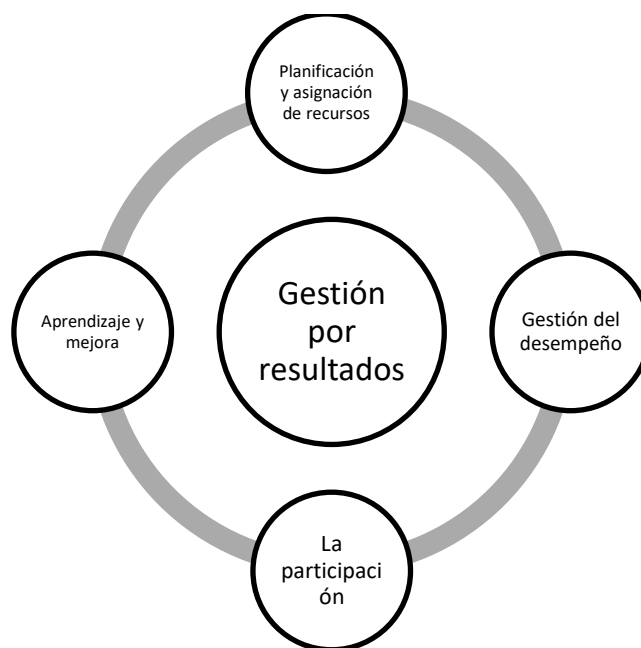 Planificación
y asignación
de recursos
Gestión
por
resultados
Aprendizaje y
mejora
Gestión del
desempeño
La
participaci
ón